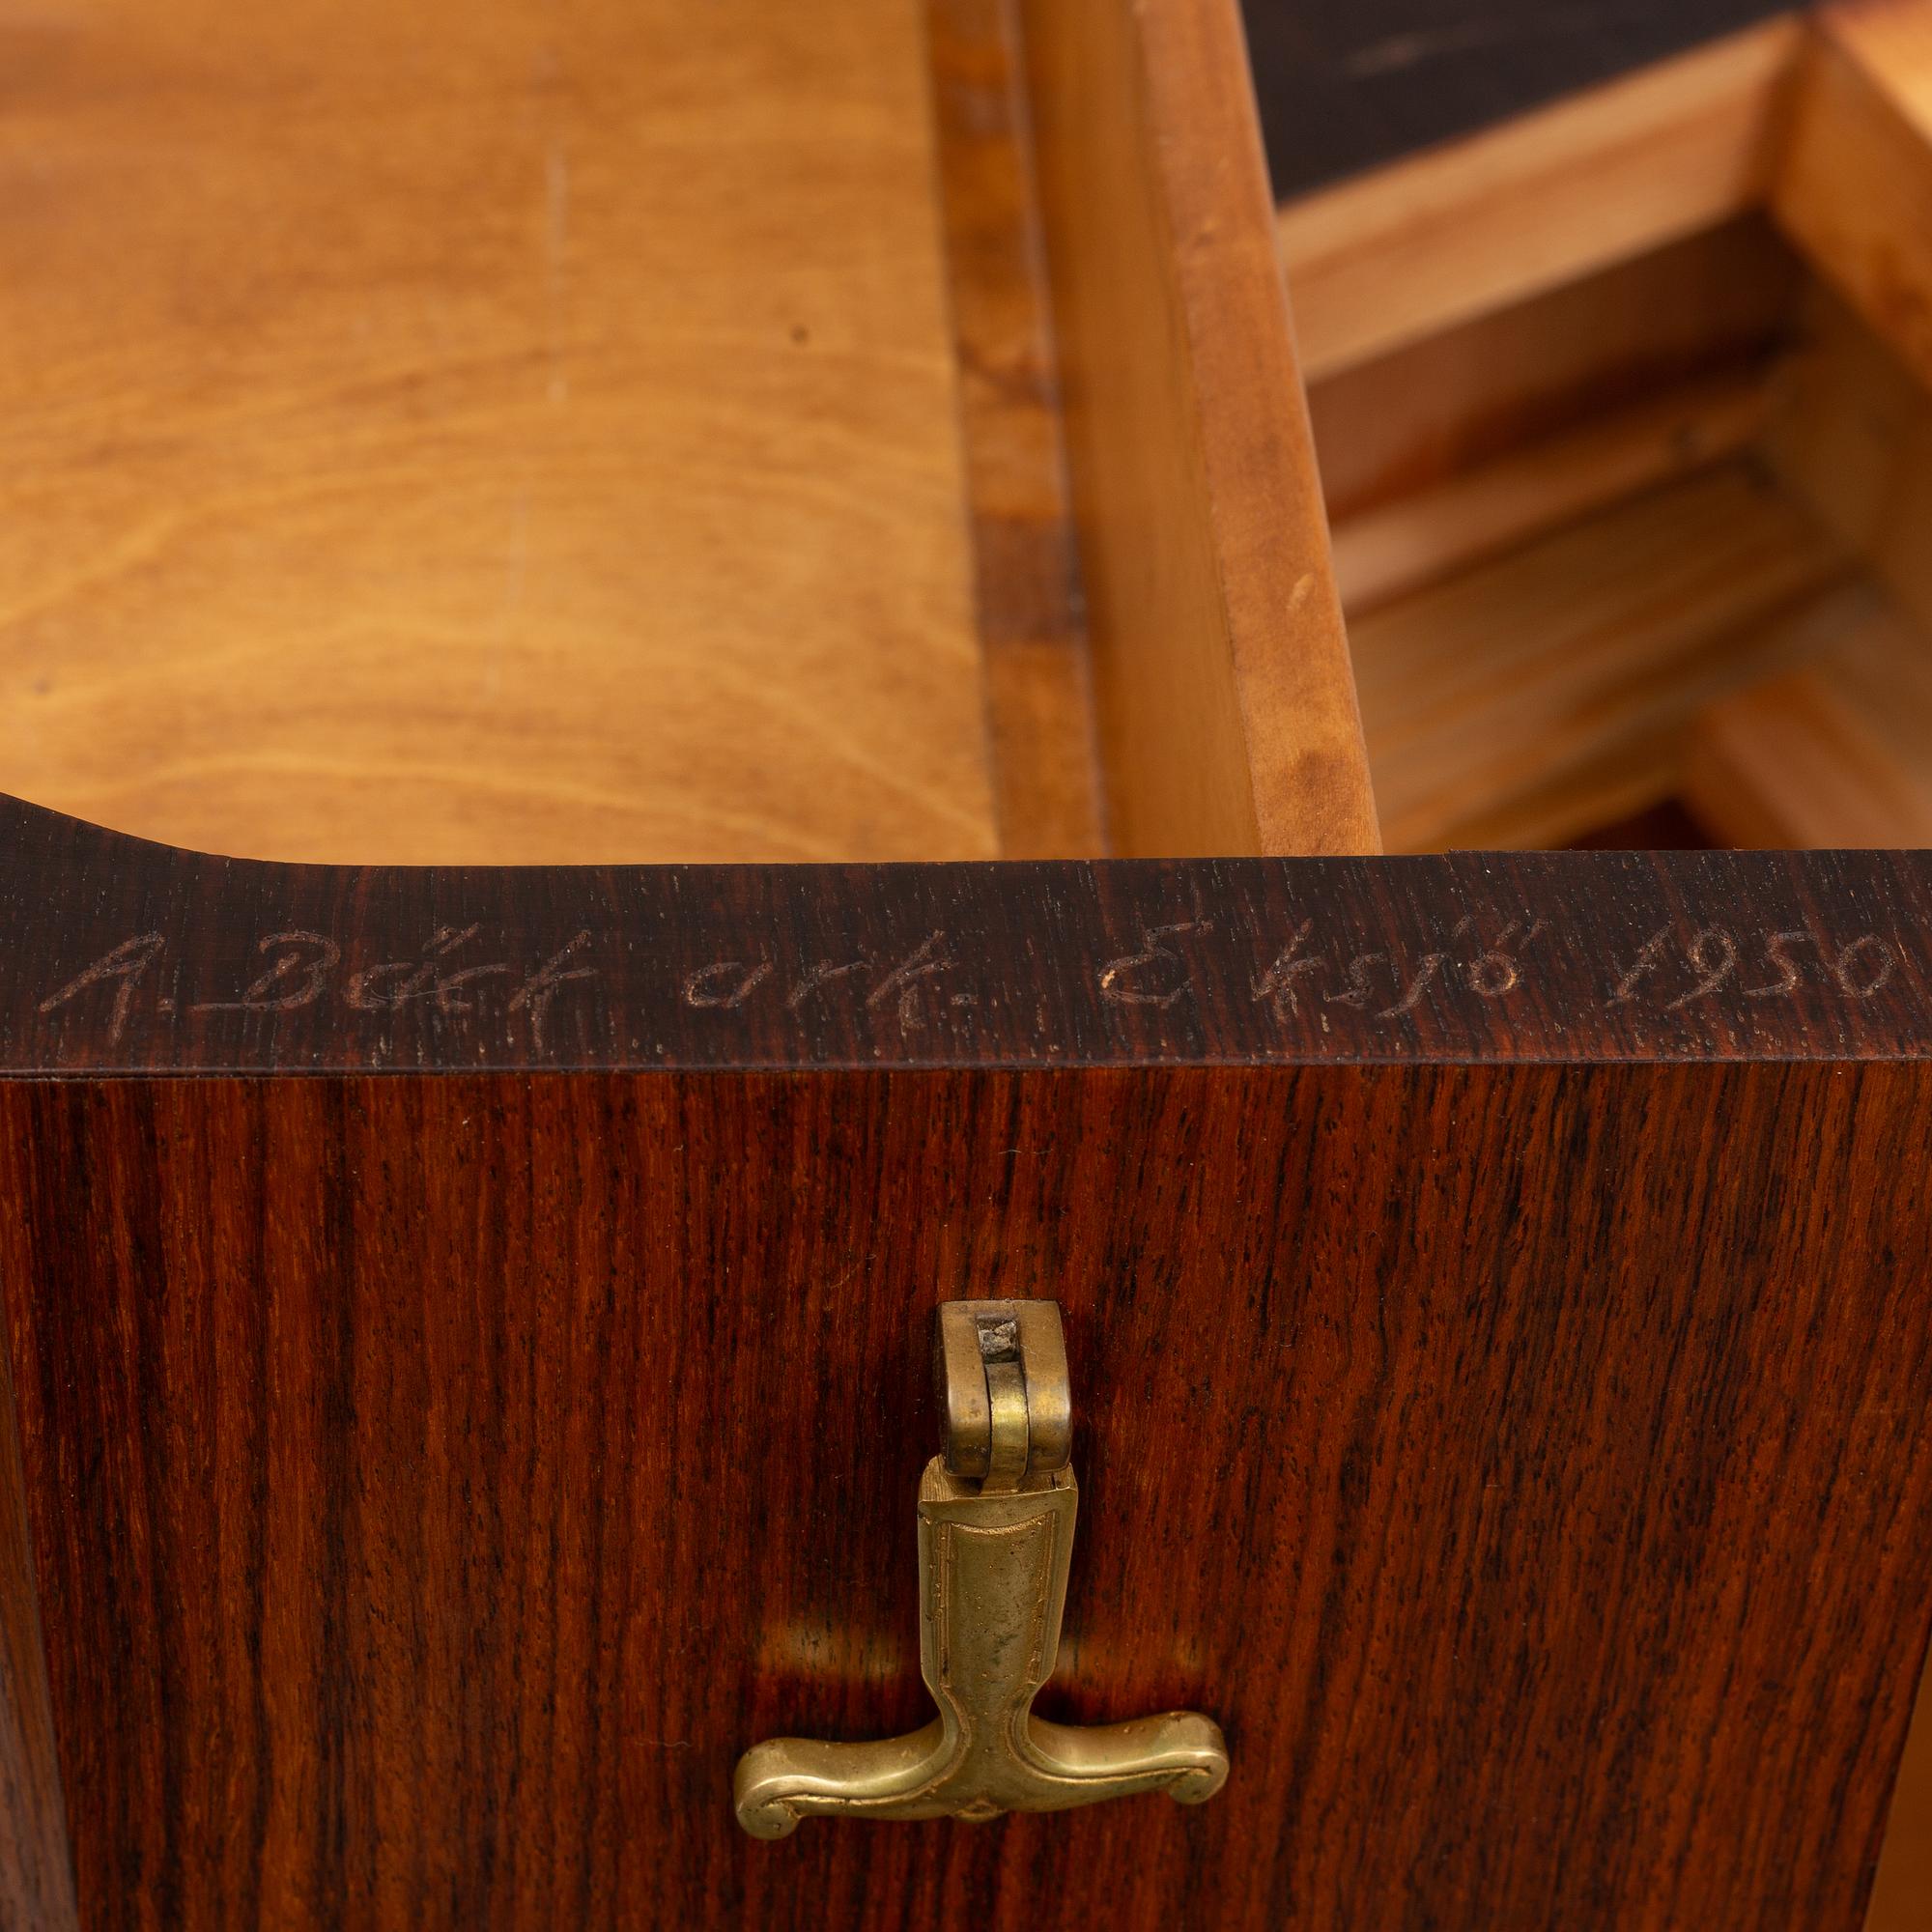 A. Bäck ark. Eksjö 1950